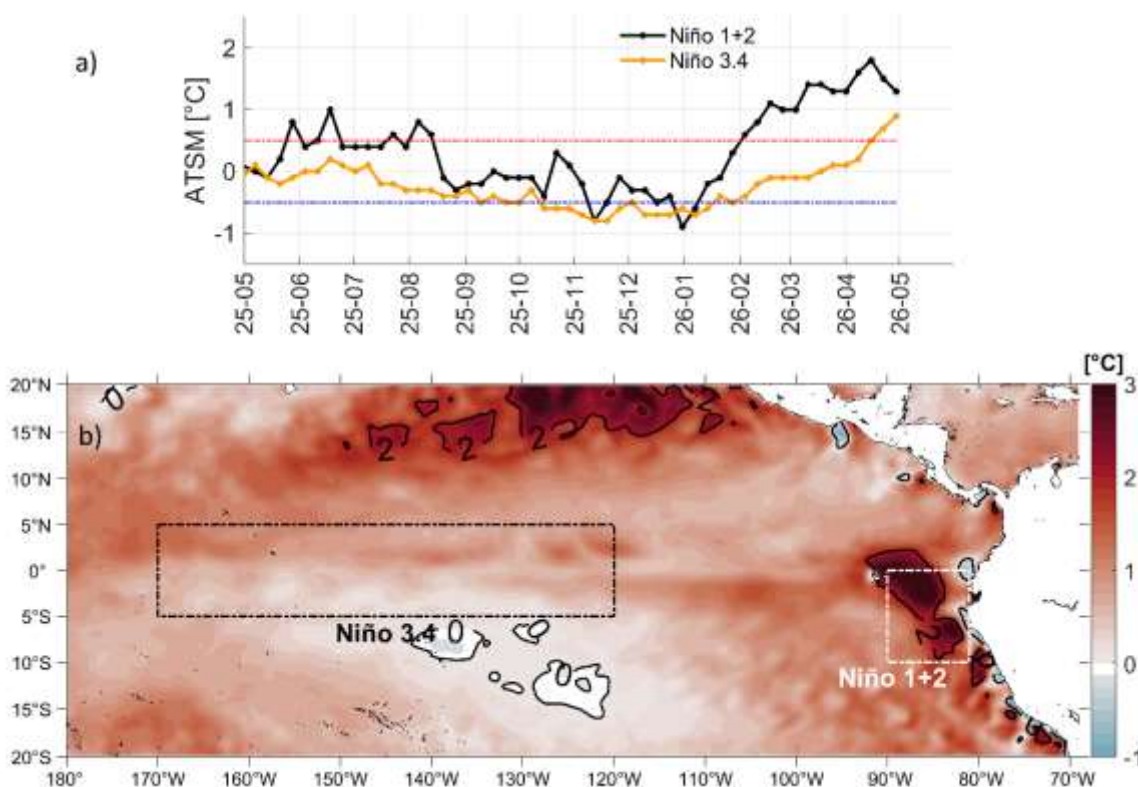 a)
Niño 1+2
Niño 3.4
ATSM [°C]
2
1
0
-1
25-05
25-06
25-07
25-08
25-09
25-10
25-11
25-12
26-01
26-02
26-03
26-04
26-05
[°C]
b)
20°N
15°N
10°N
5°N
0°
5°S
10°S
15°S
20°S
2
2
2
2
Niño 3.4
0
Niño 1+2
3
2
1
0
-1
180°
170°W
160°W
150°W
140°W
130°W
120°W
110°W
100°W
90°W
80°W
70°W